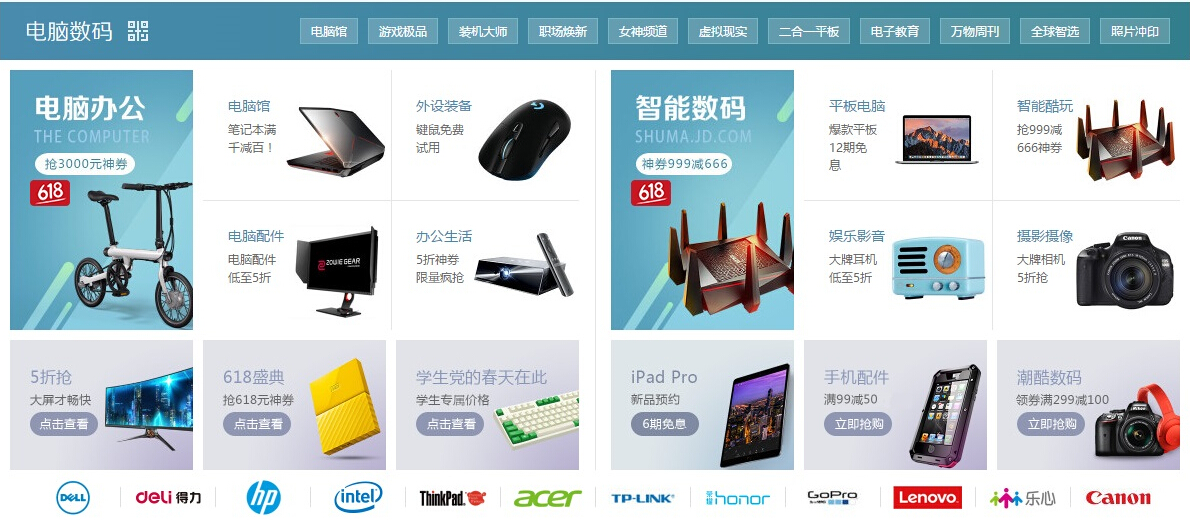 电脑数码
电脑馆
游戏极品
装机大师
职场焕新
女神频道
虚拟现实
二合一平板
电子教育
万物周刊
全球智选
照片冲印
电脑办公
THE COMPUTER
抢3000元神券
618
电脑馆
笔记本满
千减百！
外设装备
键鼠免费
试用
电脑配件
电脑配件
低至5折
ZOWIE GEAR
办公生活
5折神券
限量疯抢
智能数码
SHUMA.JD.COM
神券999减666
618
平板电脑
爆款平板
12期免
息
智能酷玩
抢999减
666神券
娱乐影音
大牌耳机
低至5折
摄影摄像
大牌相机
5折抢
Canon
5折抢
大屏才畅快
点击查看
618盛典
抢618元神券
点击查看
学生党的春天在此
学生专属价格
点击查看
iPad Pro
新品预约
6期免息
手机配件
满99减50
立即抢购
潮酷数码
领券满299减100
立即抢购
Nikon
DELL
deli 得力
hp
intel
ThinkPad.
acer
TP-LINK
荣耀 honor
GoPro
Lenovo.
乐心
Canon